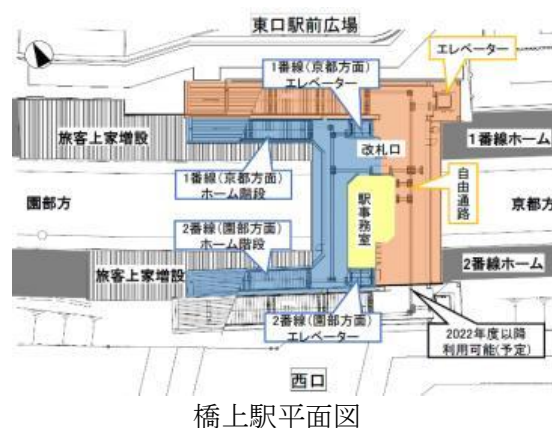 東口駅前広場
エレベーター
1番線(京都方面)
エレベーター
旅客上家増設
改札口
1番線ホーム
1番線(京都方面)
ホーム階段
自由通路
園部方
駅事務室
京都方
2番線(園部方面)
ホーム階段
2番線ホーム
旅客上家増設
2番線(園部方面)
エレベーター
2022年度以降
利用可能(予定)
西口
橋上駅平面図